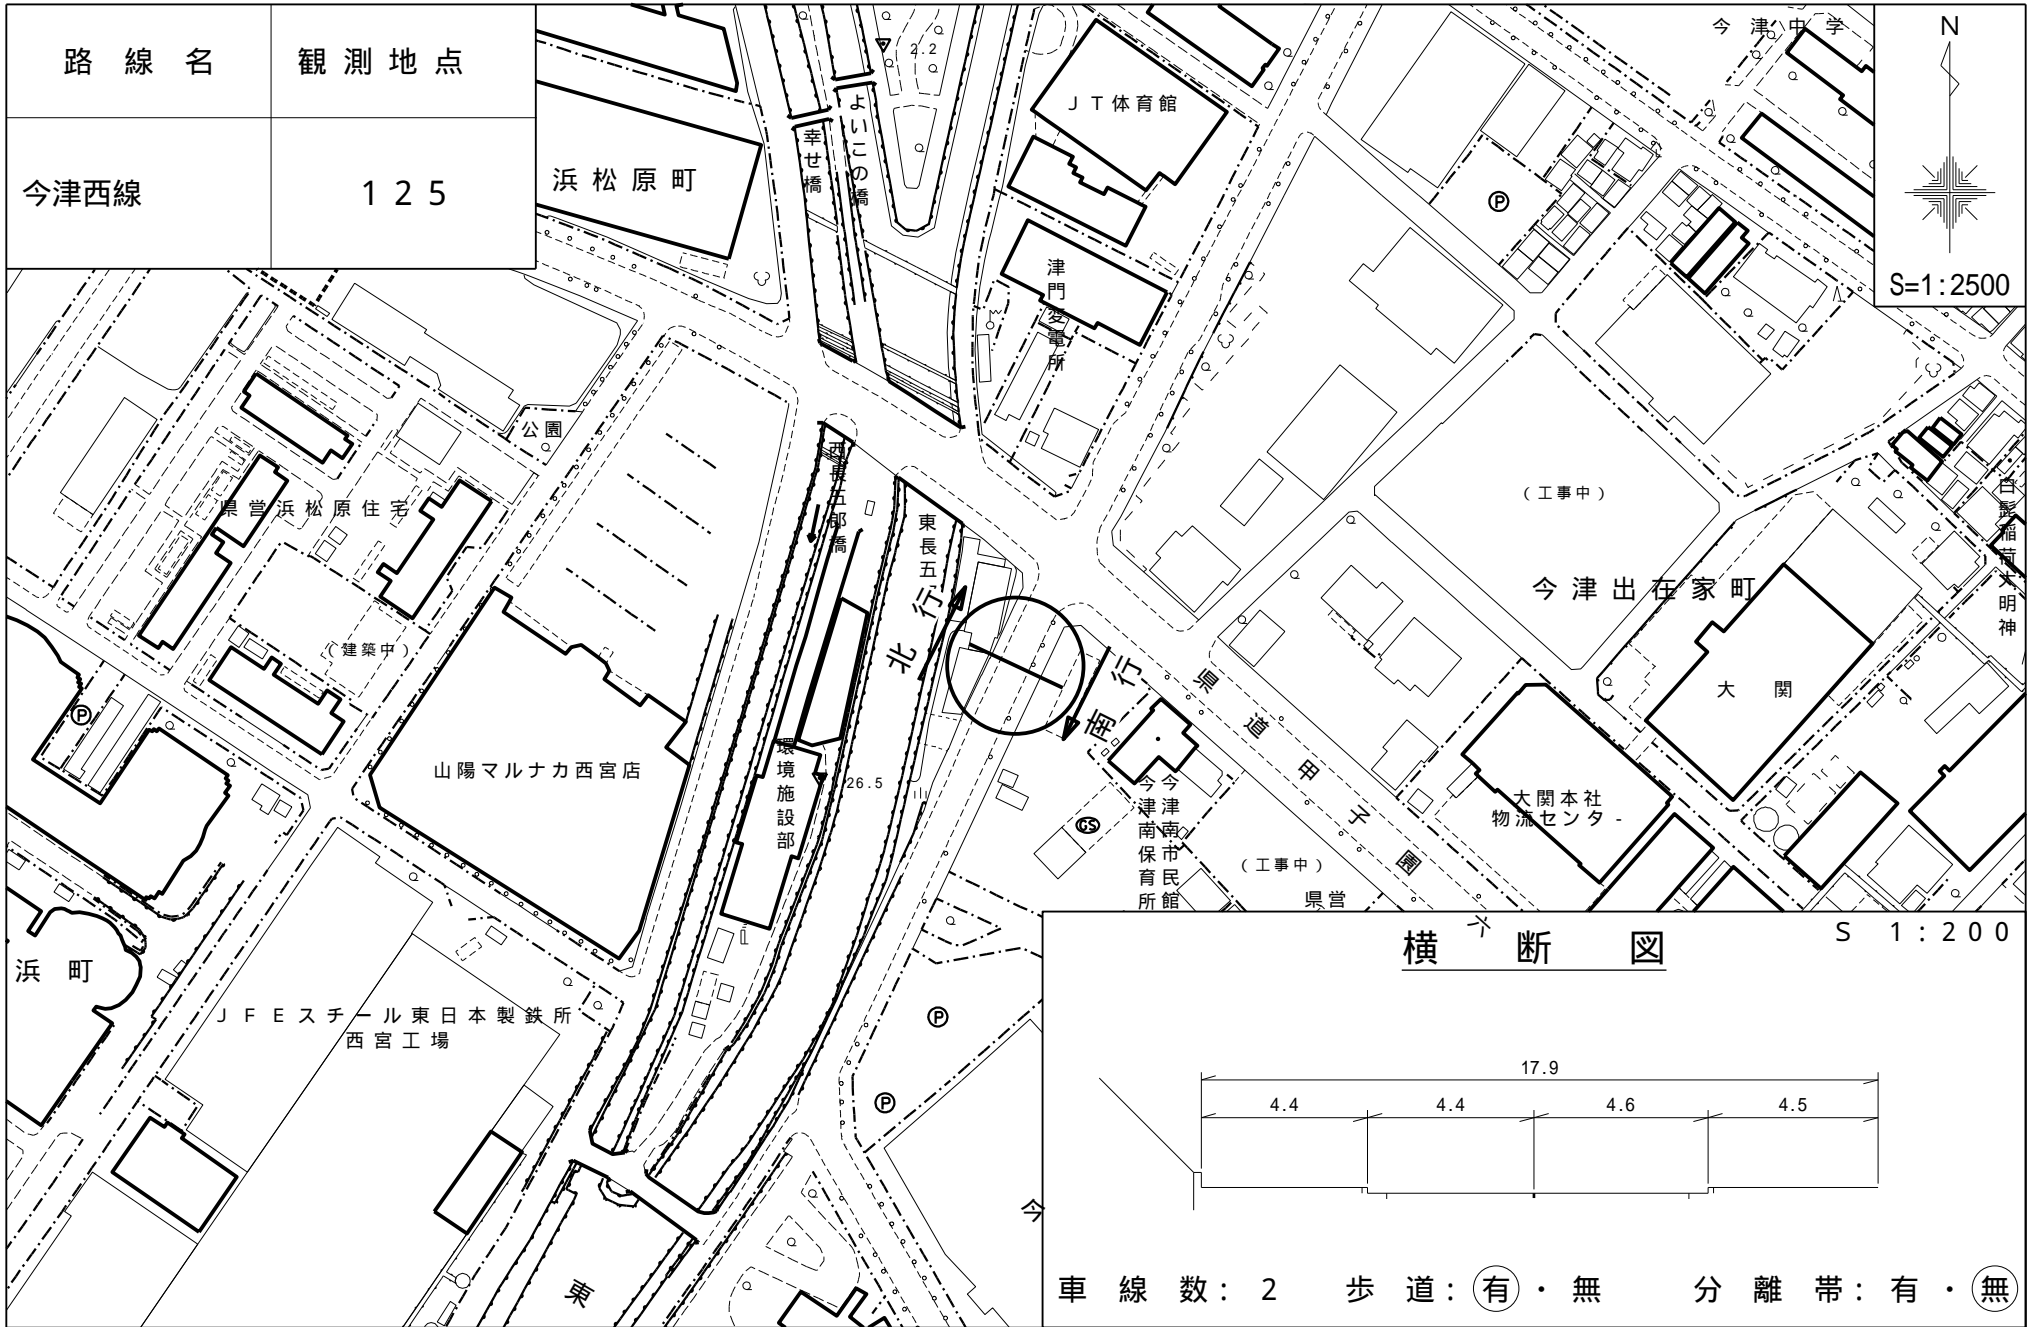 路線名 観測地点
今津西線 125
今津中学
N
S=1:2500
2.2
JT体育館
幸せ橋
よいこの橋
浜松原町
津門変電所
公園
県営浜松原住宅
西長五郎橋
東長五
(工事中)
白髭稲荷大明神
今津出在家町
北行
南行
(建築中)
大関
県道甲子園六
山陽マルナカ西宮店
環境施設部
26.5
大関本社
物流センタ-
今津南市民館
今津南保育所
GS
(工事中)
県営
P
P
P
P
浜町
JFEスチール東日本製鉄所
西宮工場
今
東
横断図
S 1:200
17.9
4.4 4.4 4.6 4.5
車線数:2 歩道:有・無 分離帯:有・無